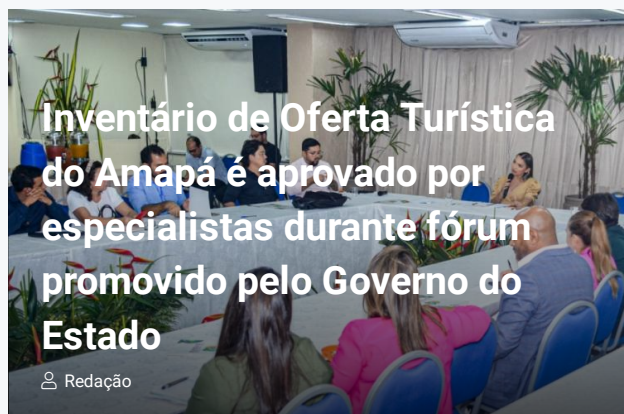 Inventário de Oferta Turística
do Amapá é aprovado por
especialistas durante fórum
promovido pelo Governo do
Estado
Redação